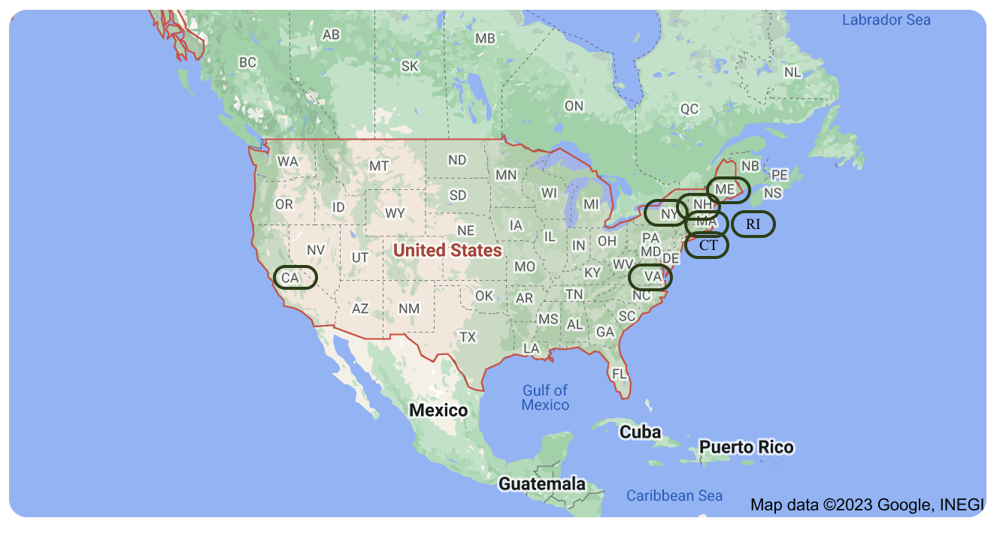 Labrador Sea
AB
MB
BC
SK
NL
ON
QC
WA
MT
ND
NB
MN
PE
OR
ID
SD
WI
MI
ME
NS
WY
NH
NY
NE
IA
MA
RI
NV
UT
United States
IL
IN
OH
PA
CT
MD
DE
MO
KY
WV
CA
VA
AZ
NM
OK
AR
TN
NC
TX
MS
AL
GA
SC
LA
FL
Gulf of
Mexico
Mexico
Cuba
Puerto Rico
Guatemala
Caribbean Sea
Map data ©2023 Google, INEGI